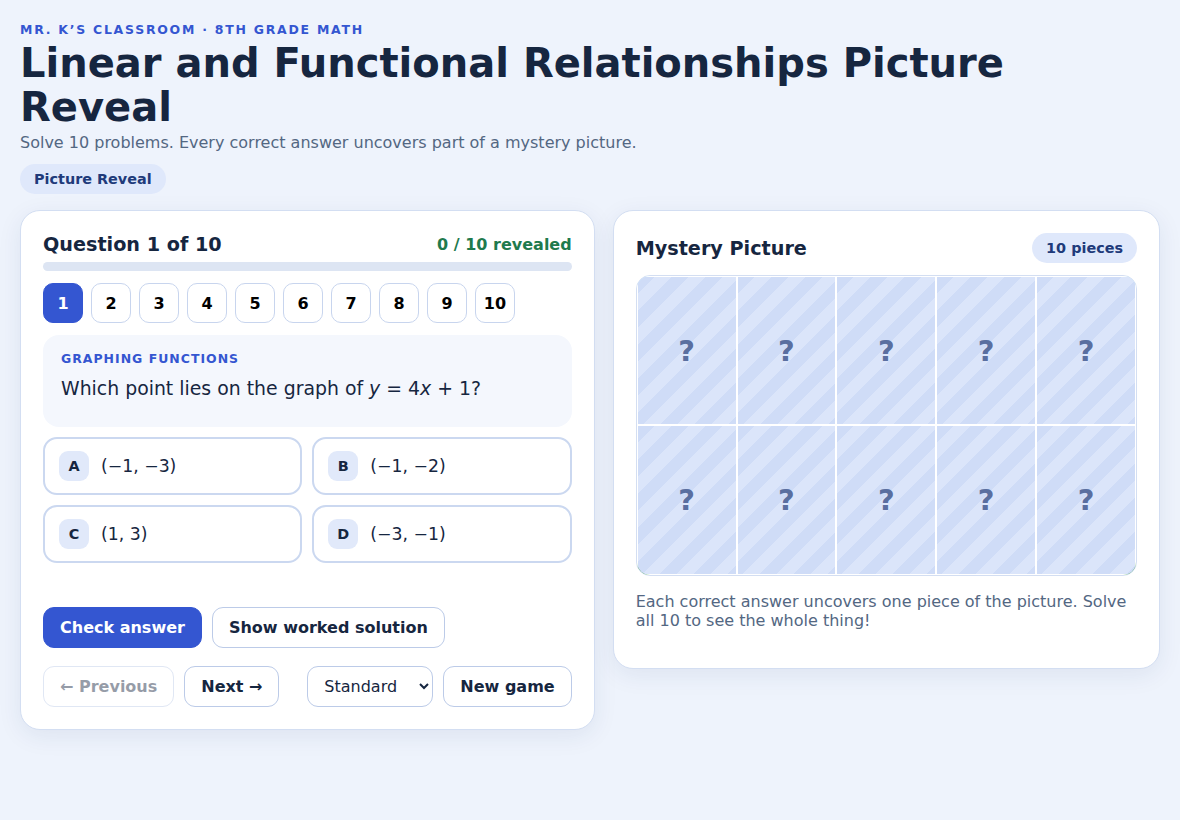 MR. K’S CLASSROOM · 8TH GRADE MATH
Linear and Functional Relationships Picture
Reveal
Solve 10 problems. Every correct answer uncovers part of a mystery picture.
Picture Reveal
Question 1 of 10
0 / 10 revealed
1 2 3 4 5 6 7 8 9 10
GRAPHING FUNCTIONS
Which point lies on the graph of y = 4x + 1?
A (−1, −3)
B (−1, −2)
C (1, 3)
D (−3, −1)
Check answer
Show worked solution
← Previous
Next →
Standard
New game
Mystery Picture
10 pieces
? ? ? ? ?
? ? ? ? ?
Each correct answer uncovers one piece of the picture. Solve
all 10 to see the whole thing!